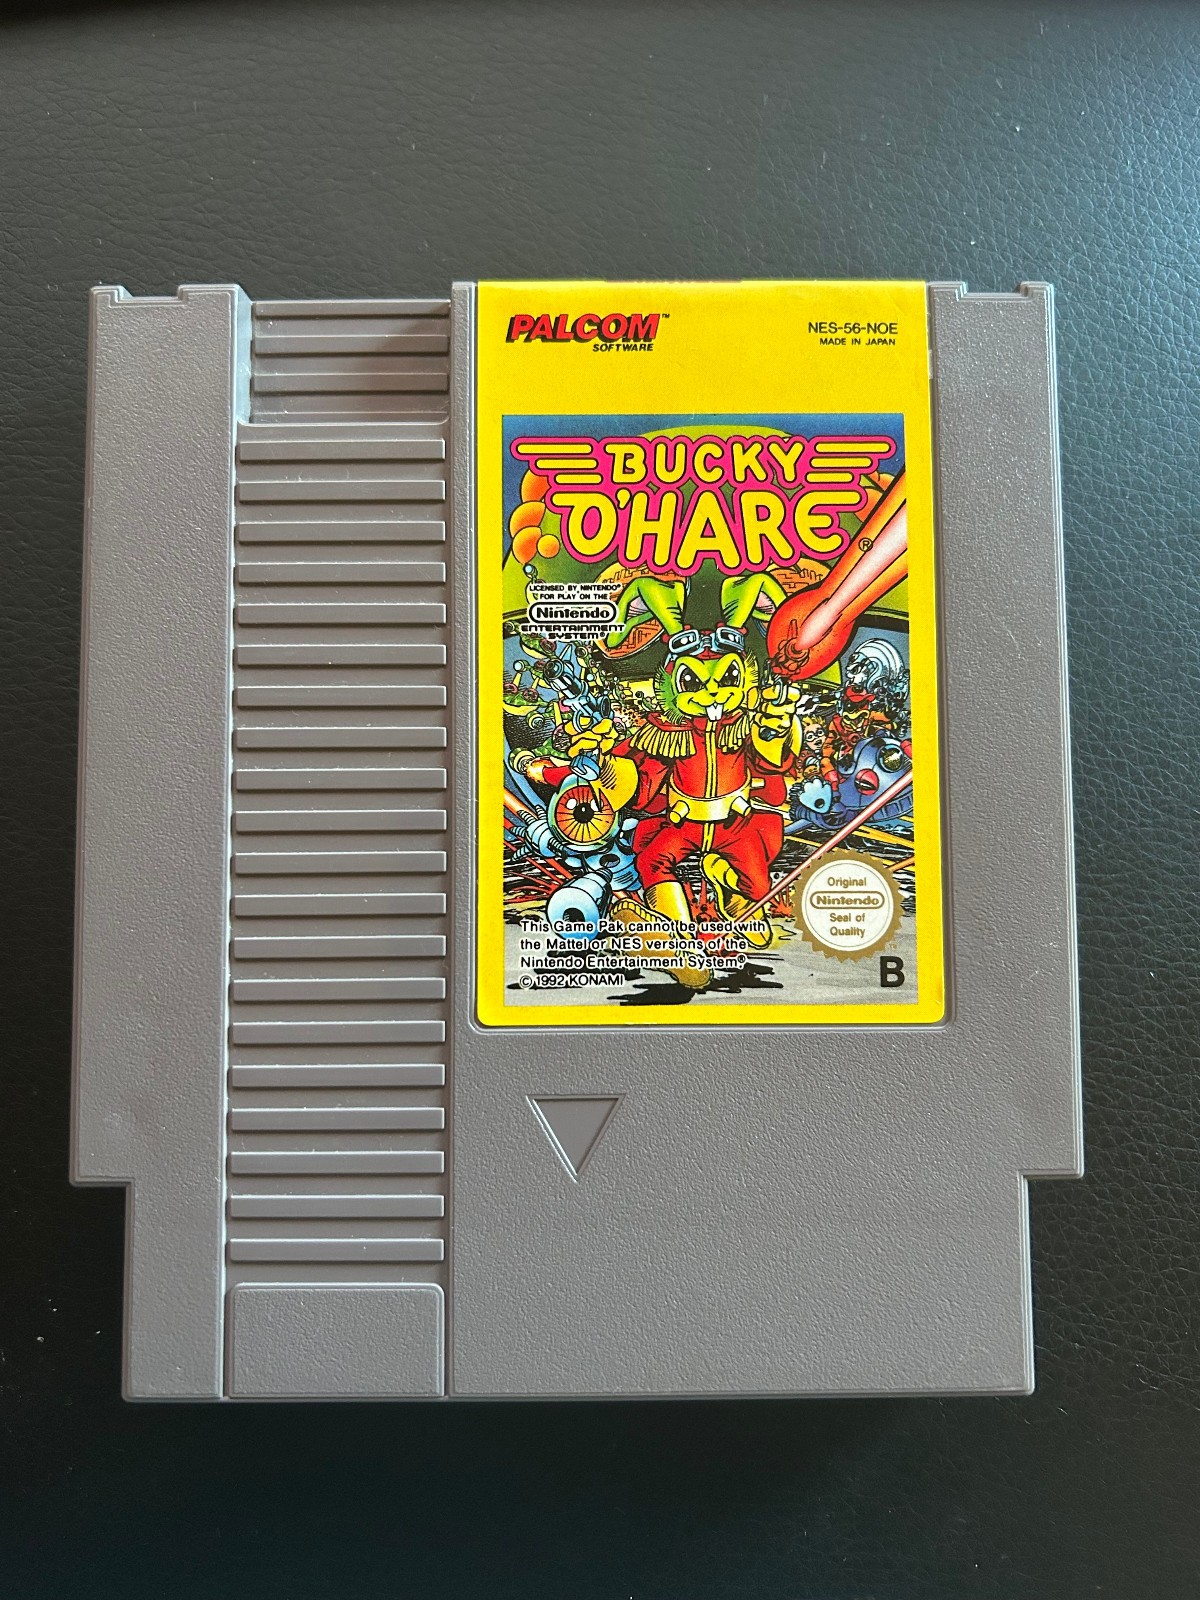 PALCOM™
SOFTWARE
NES-56-NOE
MADE IN JAPAN
BUCKY
O'HARE®
LICENSED BY NINTENDO®
FOR PLAY ON THE
Nintendo
ENTERTAINMENT
SYSTEM®
Original
Nintendo
Seal of
Quality
TM
This Game Pak cannot be used with
the Mattel or NES versions of the
Nintendo Entertainment System®
© 1992 KONAMI
B